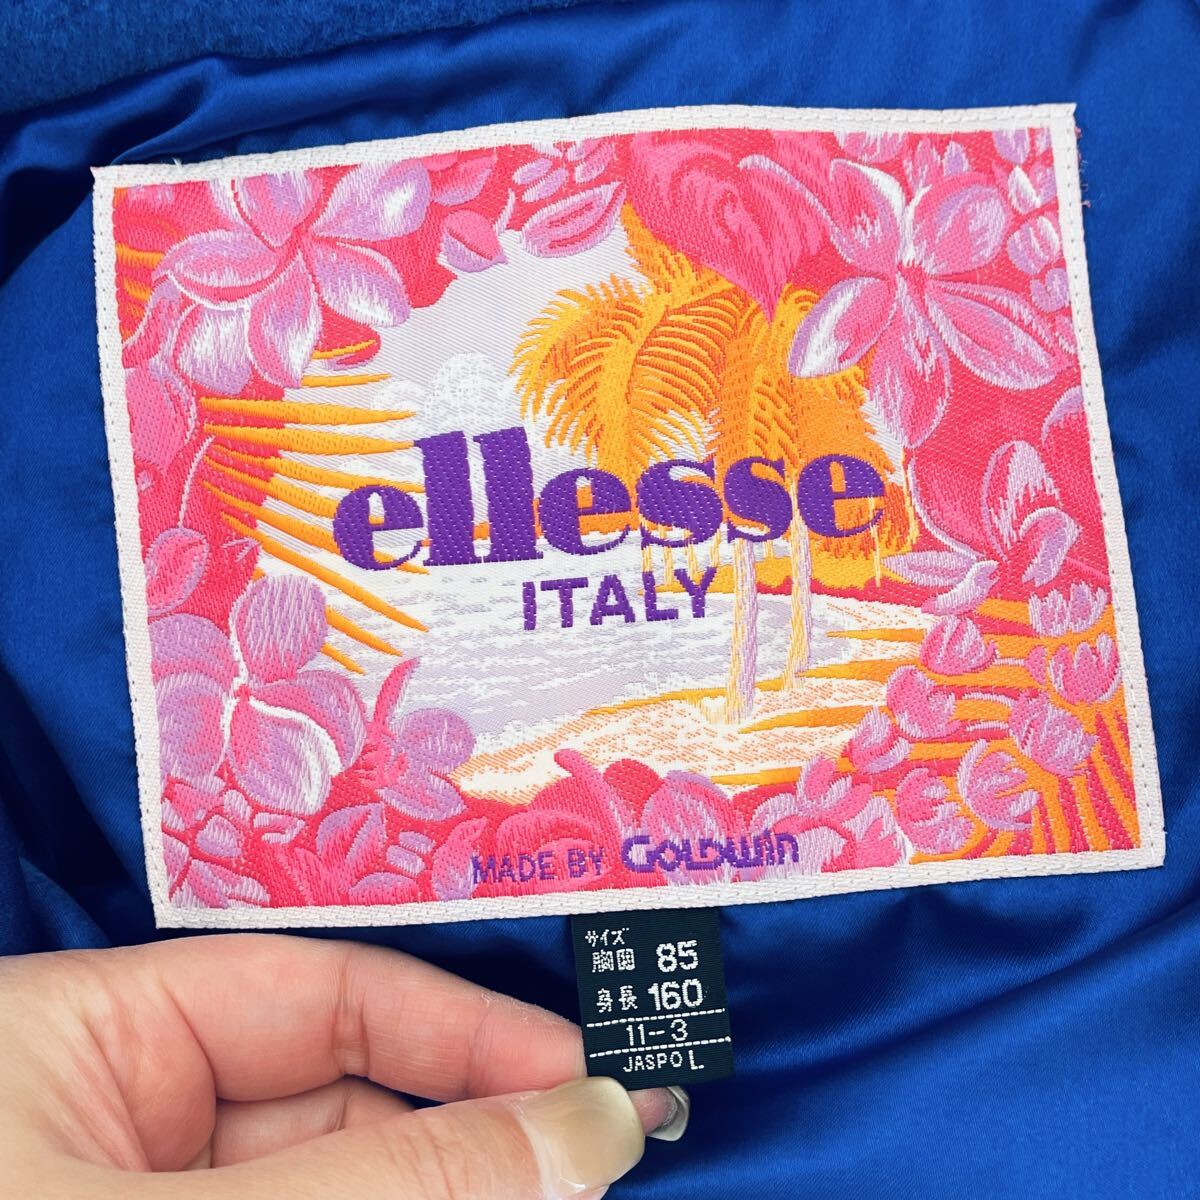 ellesse
ITALY
MADE BY GOLDWin
サイズ
胸囲 85
身長 160
11-3
JASPO L